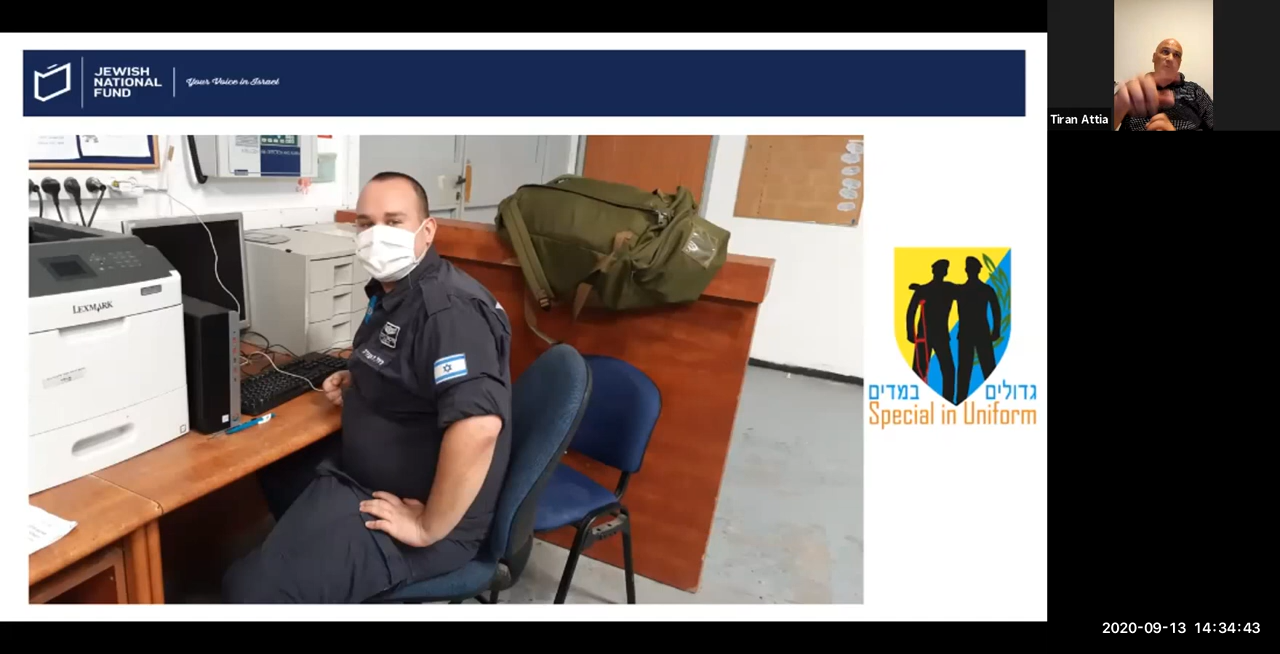 JEWISH
NATIONAL
FUND
Your Voice in Israel
Tiran Attia
LEXMARK
גדולים במדים
Special in Uniform
2020-09-13 14:34:43